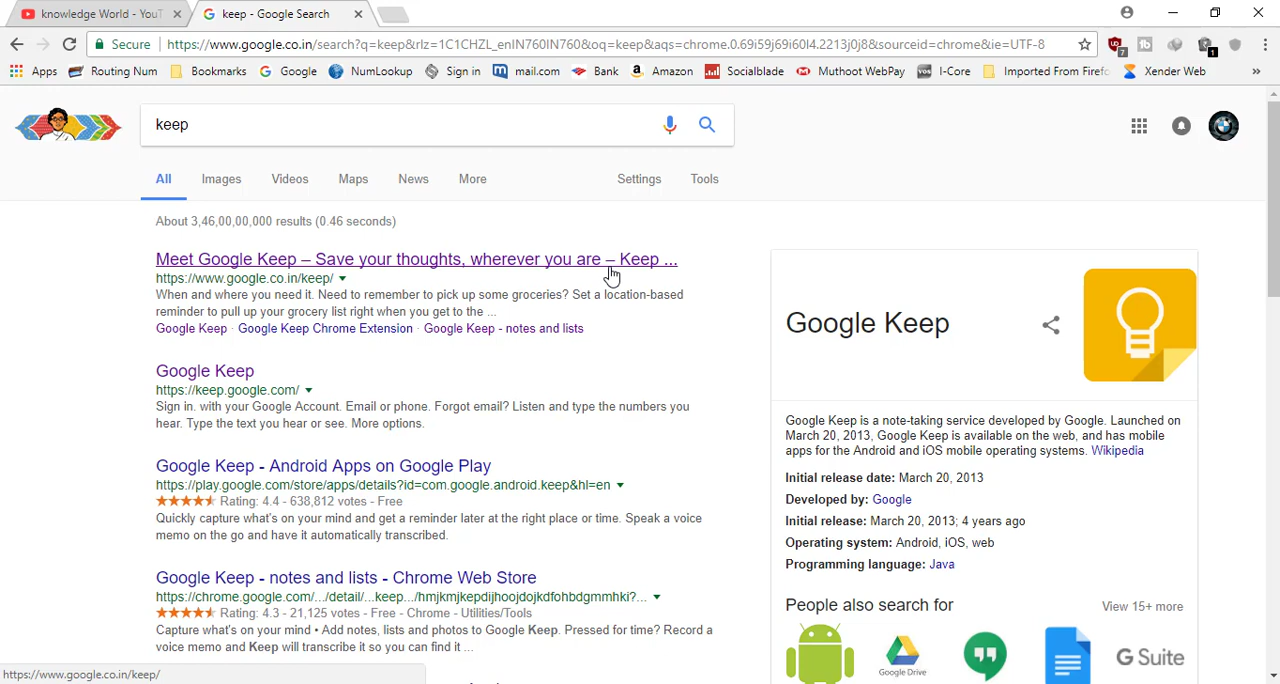 knowledge World - YouT
keep - Google Search
Secure | https://www.google.co.in/search?q=keep&rlz=1C1CHZL_enIN760IN760&oq=keep&aqs=chrome.0.69i59j69i60l4.22130j8&sourceid=chrome&ie=UTF-8
Apps Routing Num Bookmarks Google NumLookup Sign in mail.com Bank Amazon Socialblade Muthoot WebPay I-Core Imported From Firefo Xender Web »
keep
All Images Videos Maps News More Settings Tools
About 3,46,00,00,000 results (0.46 seconds)
Meet Google Keep – Save your thoughts, wherever you are – Keep ...
https://www.google.co.in/keep/
When and where you need it. Need to remember to pick up some groceries? Set a location-based
reminder to pull up your grocery list right when you get to the ...
Google Keep · Google Keep Chrome Extension · Google Keep - notes and lists
Google Keep
https://keep.google.com/
Sign in. with your Google Account. Email or phone. Forgot email? Listen and type the numbers you
hear. Type the text you hear or see. More options.
Google Keep - Android Apps on Google Play
https://play.google.com/store/apps/details?id=com.google.android.keep&hl=en
Rating: 4.4 - 638,812 votes - Free
Quickly capture what's on your mind and get a reminder later at the right place or time. Speak a voice
memo on the go and have it automatically transcribed.
Google Keep - notes and lists - Chrome Web Store
https://chrome.google.com/.../detail/...keep.../hmjkmjkepdijhoojdojkdfohbdgmmhki?...
Rating: 4.3 - 21,125 votes - Free - Chrome - Utilities/Tools
Capture what's on your mind • Add notes, lists and photos to Google Keep. Pressed for time? Record a
voice memo and Keep will transcribe it so you can find it ...
https://www.google.co.in/keep/
Google Keep
Google Keep is a note-taking service developed by Google. Launched on
March 20, 2013, Google Keep is available on the web, and has mobile
apps for the Android and iOS mobile operating systems. Wikipedia
Initial release date: March 20, 2013
Developed by: Google
Initial release: March 20, 2013; 4 years ago
Operating system: Android, iOS, web
Programming language: Java
People also search for View 15+ more
Google Drive
G Suite